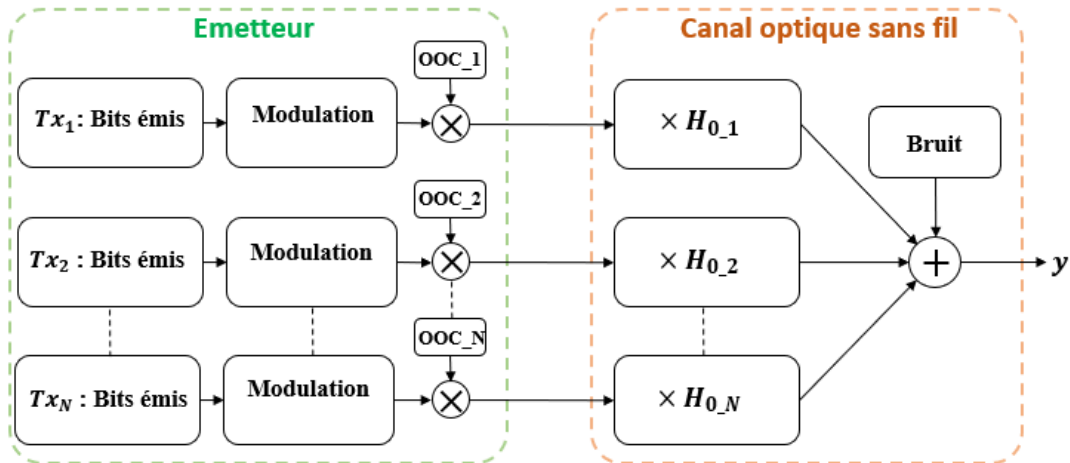 Emetteur
Canal optique sans fil
OOC_1
Tx₁ : Bits émis
Modulation
× H₀_₁
Bruit
OOC_2
Tx₂ : Bits émis
Modulation
× H₀_₂
y
OOC_N
Tx_N : Bits émis
Modulation
× H₀_N